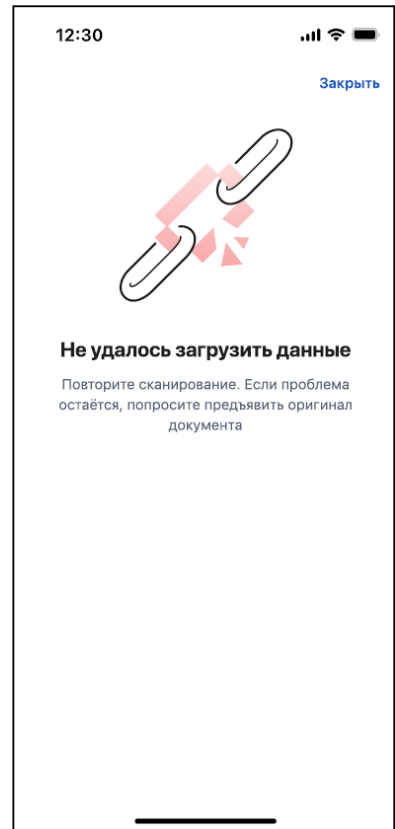 12:30
Закрыть
Не удалось загрузить данные
Повторите сканирование. Если проблема
остаётся, попросите предъявить оригинал
документа